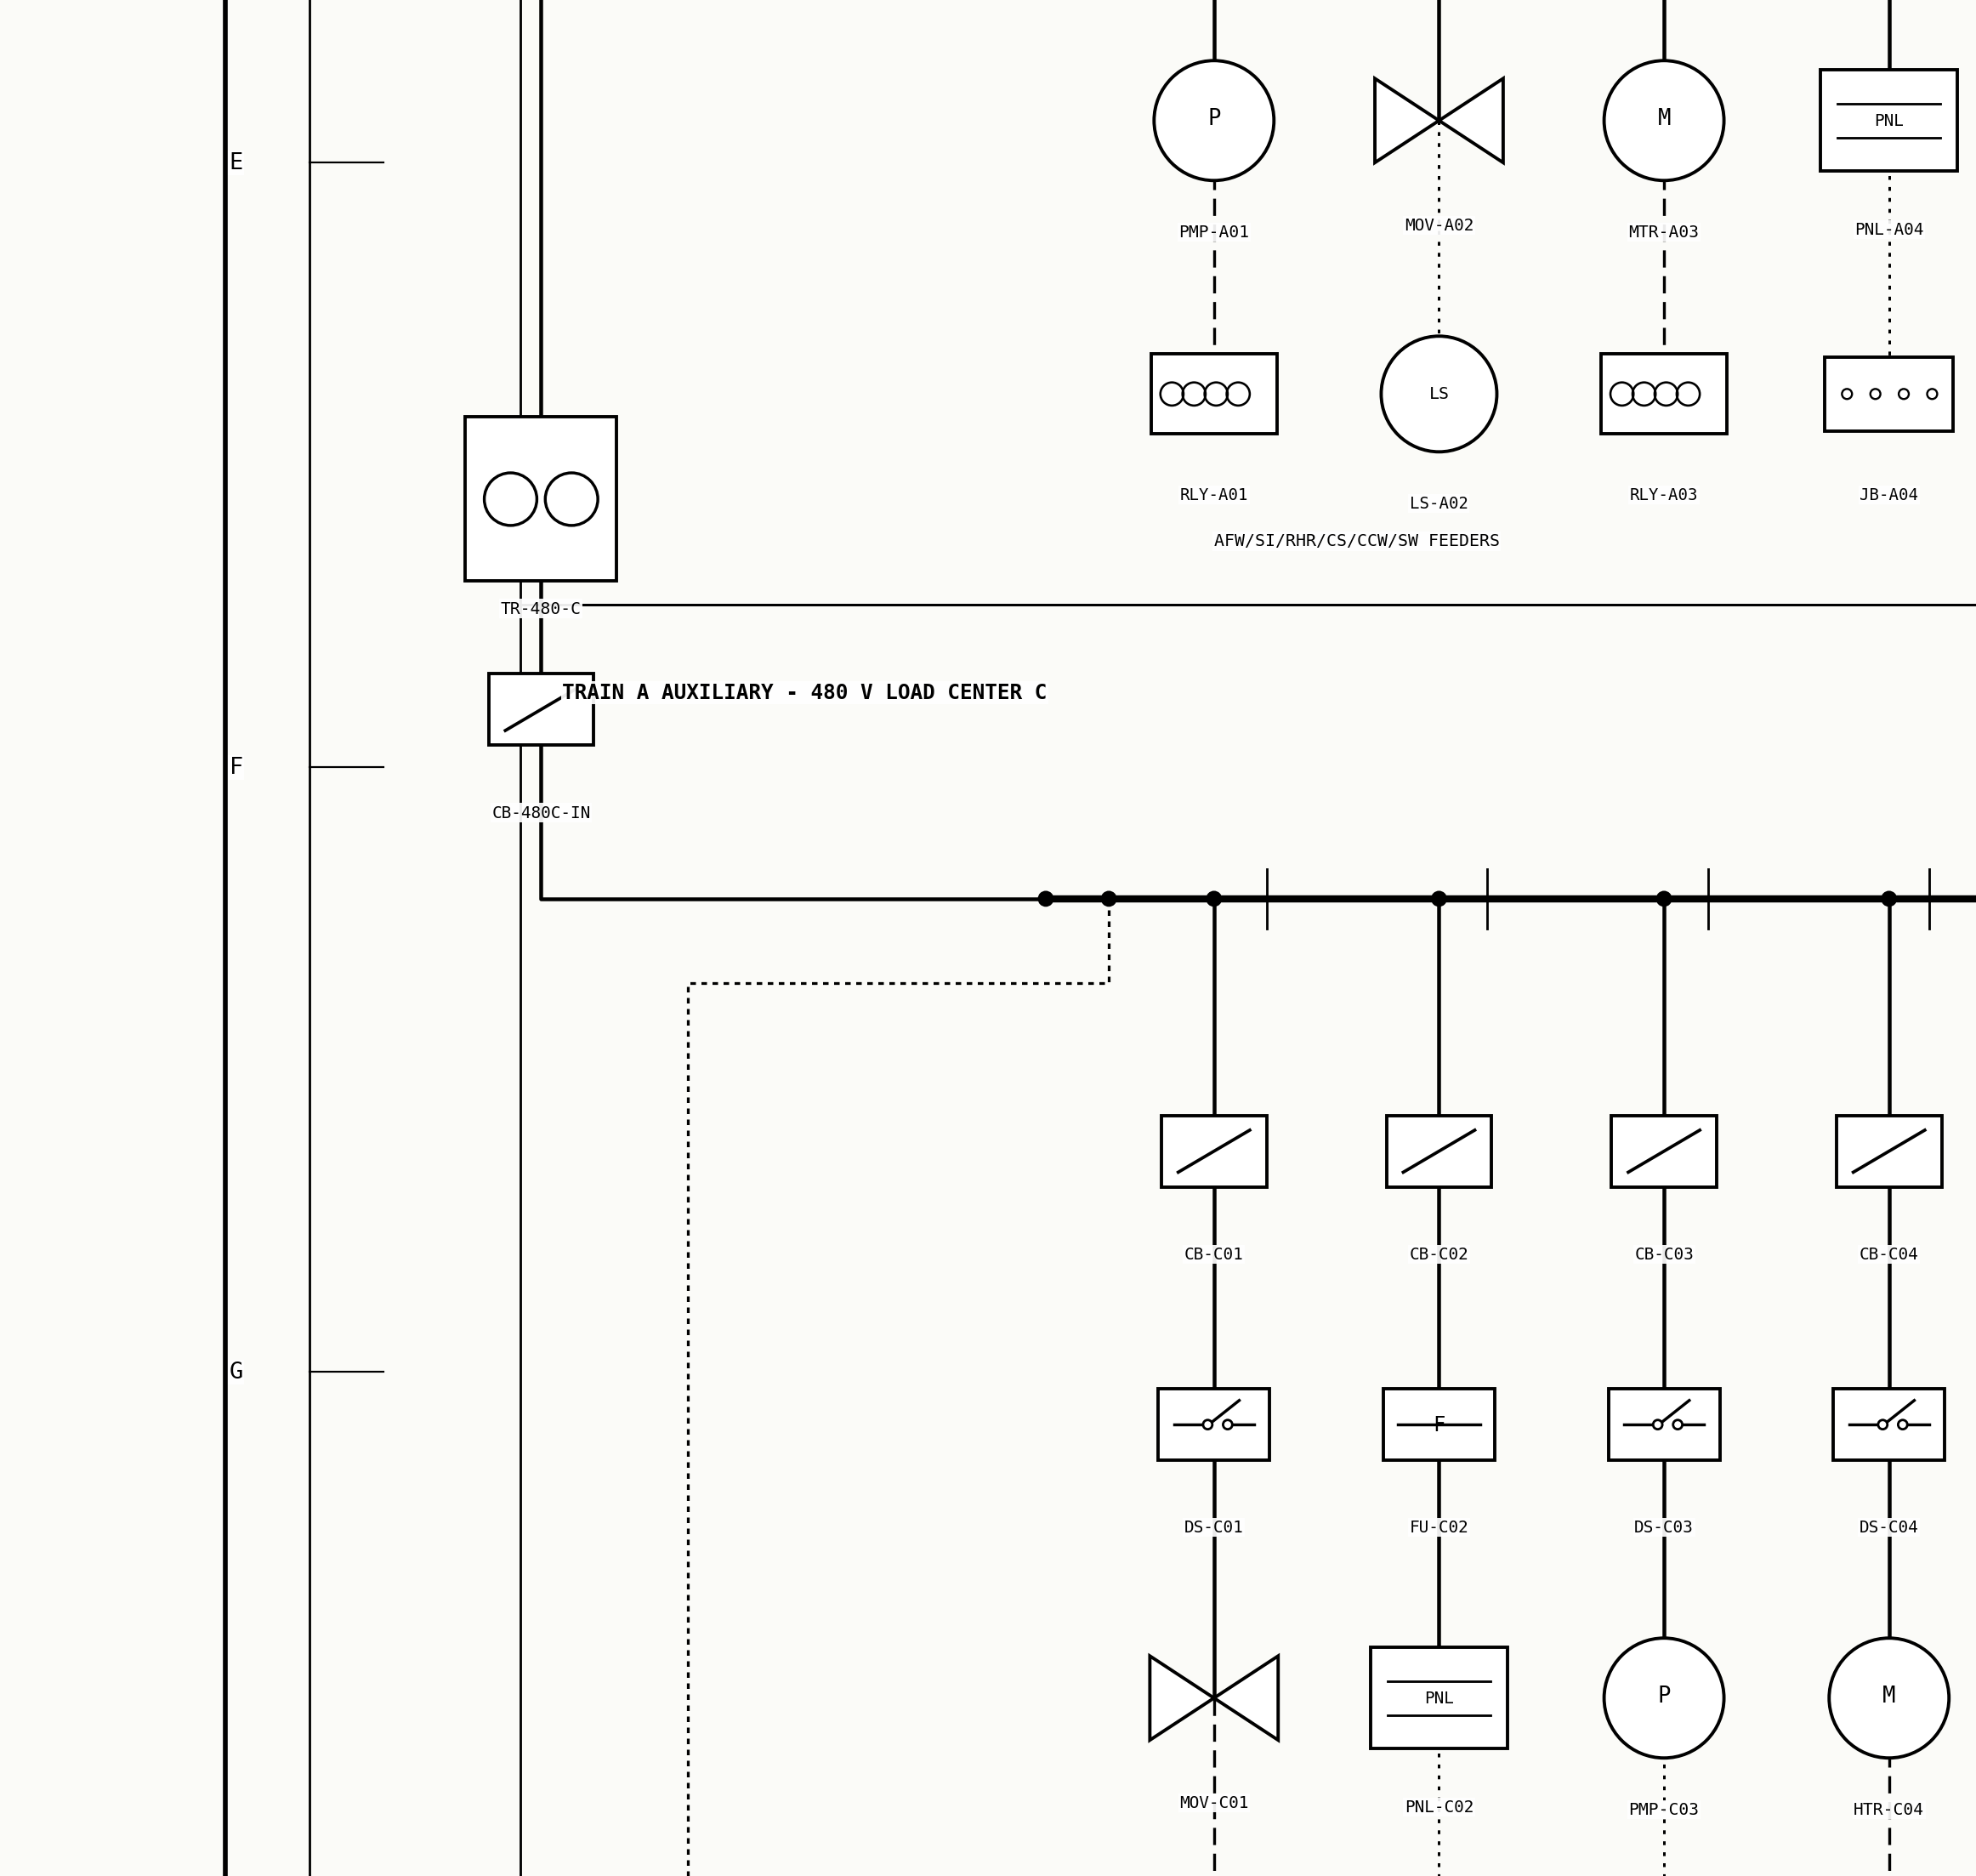 P
M
PNL
E
PMP-A01
MOV-A02
MTR-A03
PNL-A04
LS
RLY-A01
LS-A02
RLY-A03
JB-A04
AFW/SI/RHR/CS/CCW/SW FEEDERS
TR-480-C
TRAIN A AUXILIARY - 480 V LOAD CENTER C
F
CB-480C-IN
CB-C01
CB-C02
CB-C03
CB-C04
G
F
DS-C01
FU-C02
DS-C03
DS-C04
PNL
P
M
MOV-C01
PNL-C02
PMP-C03
HTR-C04